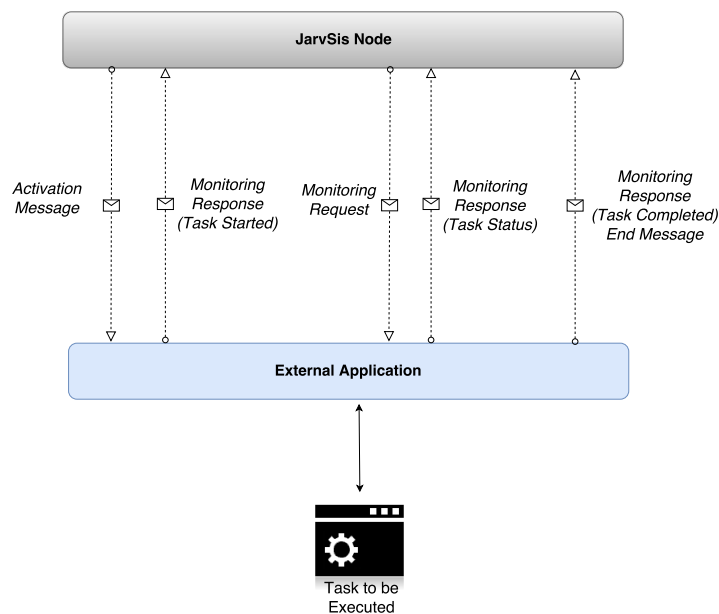 JarvSis Node
Activation
Message
Monitoring
Response
(Task Started)
Monitoring
Request
Monitoring
Response
(Task Status)
Monitoring
Response
(Task Completed)
End Message
External Application
Task to be
Executed